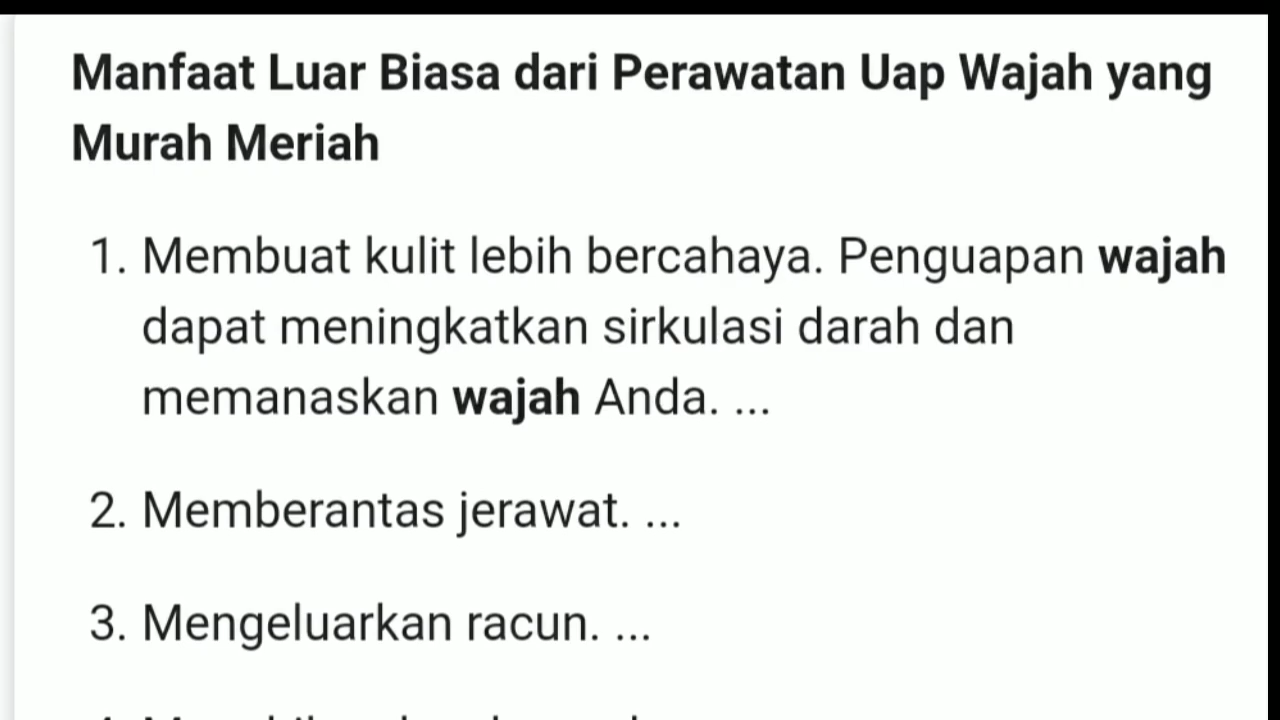 Manfaat Luar Biasa dari Perawatan Uap Wajah yang
Murah Meriah
1. Membuat kulit lebih bercahaya. Penguapan wajah
dapat meningkatkan sirkulasi darah dan
memanaskan wajah Anda. ...
2. Memberantas jerawat. ...
3. Mengeluarkan racun. ...